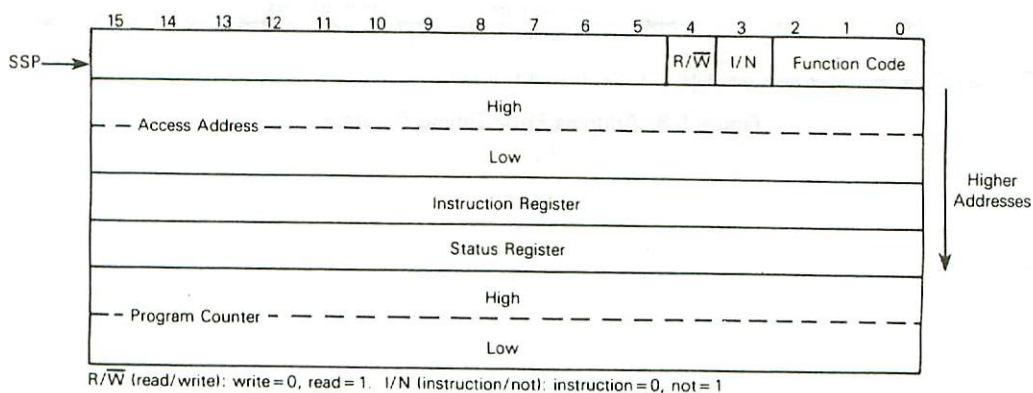 15 14 13 12 11 10 9 8 7 6 5 4 3 2 1 0
SSP R/W̅ I/N Function Code
High
Access Address
Low
Instruction Register
Status Register
High
Program Counter
Low
Higher
Addresses
R/W̅ (read/write): write=0, read=1. I/N (instruction/not): instruction=0, not=1